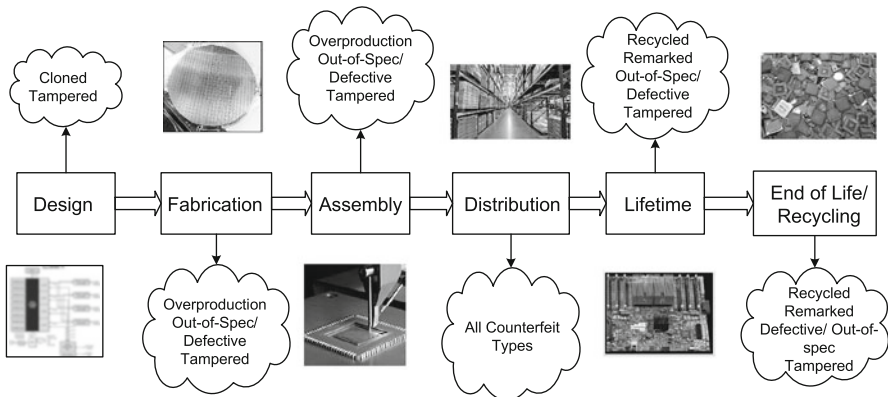 Cloned
Tampered
Overproduction
Out-of-Spec/
Defective
Tampered
Recycled
Remarked
Out-of-Spec/
Defective
Tampered
Design
Fabrication
Assembly
Distribution
Lifetime
End of Life/
Recycling
Overproduction
Out-of-Spec/
Defective
Tampered
All Counterfeit
Types
Recycled
Remarked
Defective/ Out-of-
spec
Tampered